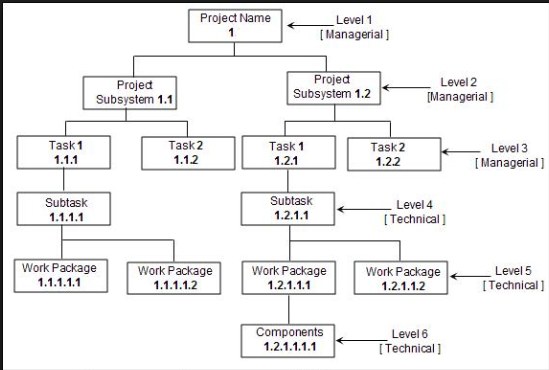 Project Name
1
Level 1
[ Managerial ]
Project
Subsystem 1.1
Project
Subsystem 1.2
Level 2
[Managerial ]
Task 1
1.1.1
Task 2
1.1.2
Task 1
1.2.1
Task 2
1.2.2
Level 3
[ Managerial ]
Subtask
1.1.1.1
Subtask
1.2.1.1
Level 4
[ Technical ]
Work Package
1.1.1.1.1
Work Package
1.1.1.1.2
Work Package
1.2.1.1.1
Work Package
1.2.1.1.2
Level 5
[ Technical ]
Components
1.2.1.1.1.1
Level 6
[ Technical ]